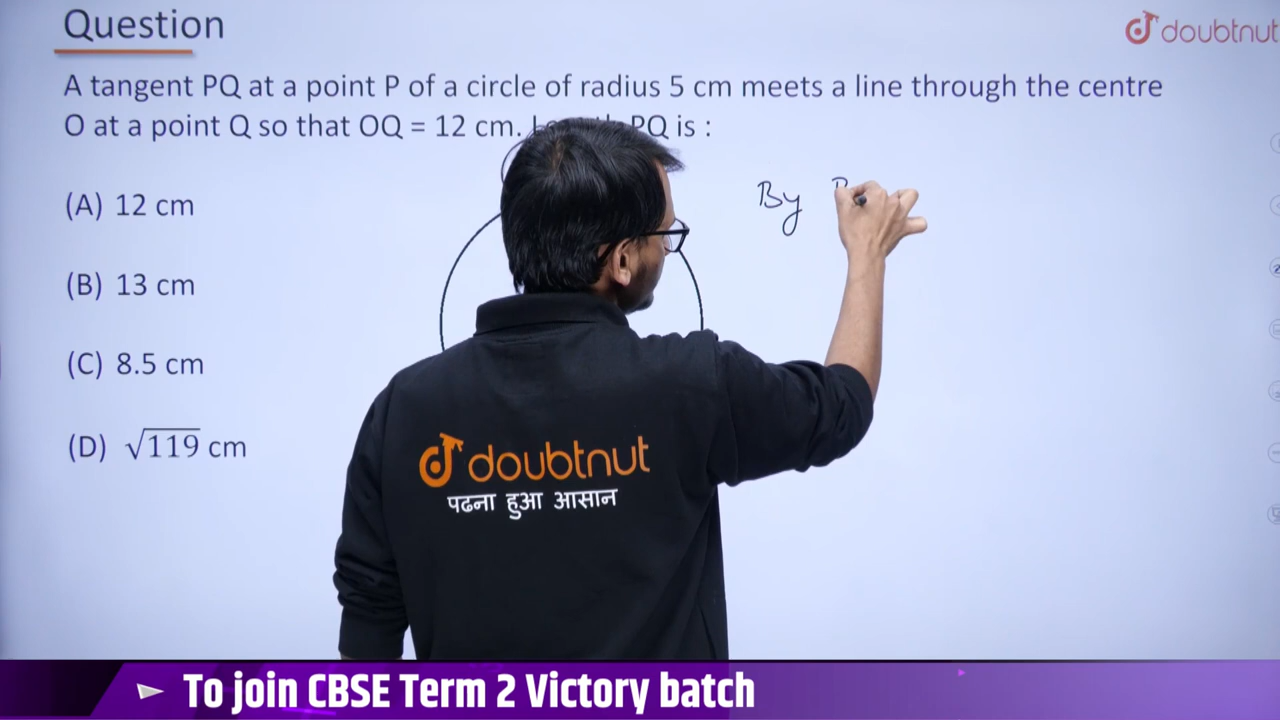 Question
doubtnut
A tangent PQ at a point P of a circle of radius 5 cm meets a line through the centre
O at a point Q so that OQ = 12 cm. PQ is :
By
(A) 12 cm
(B) 13 cm
(C) 8.5 cm
(D) √119 cm
doubtnut
पढना हुआ आसान
To join CBSE Term 2 Victory batch